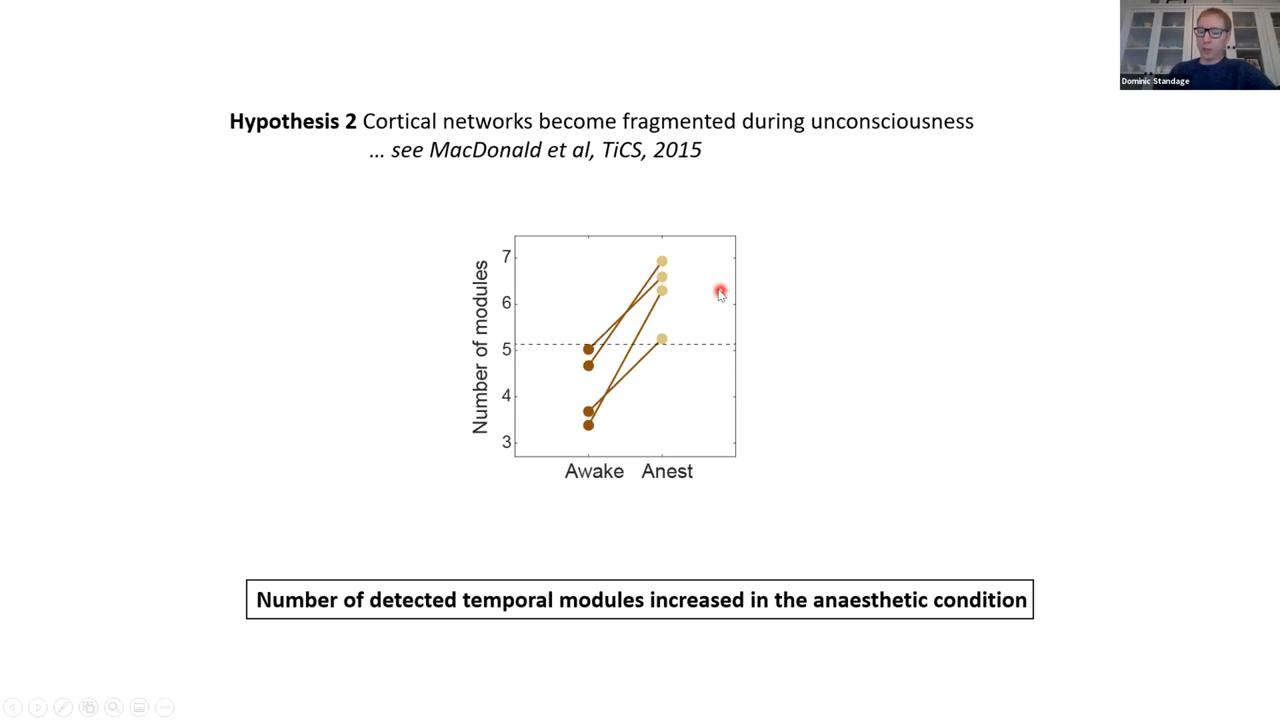 Dominic Standage
Hypothesis 2 Cortical networks become fragmented during unconsciousness
... see MacDonald et al, TiCS, 2015
Number of modules
7
6
5
4
3
Awake Anest
Number of detected temporal modules increased in the anaesthetic condition